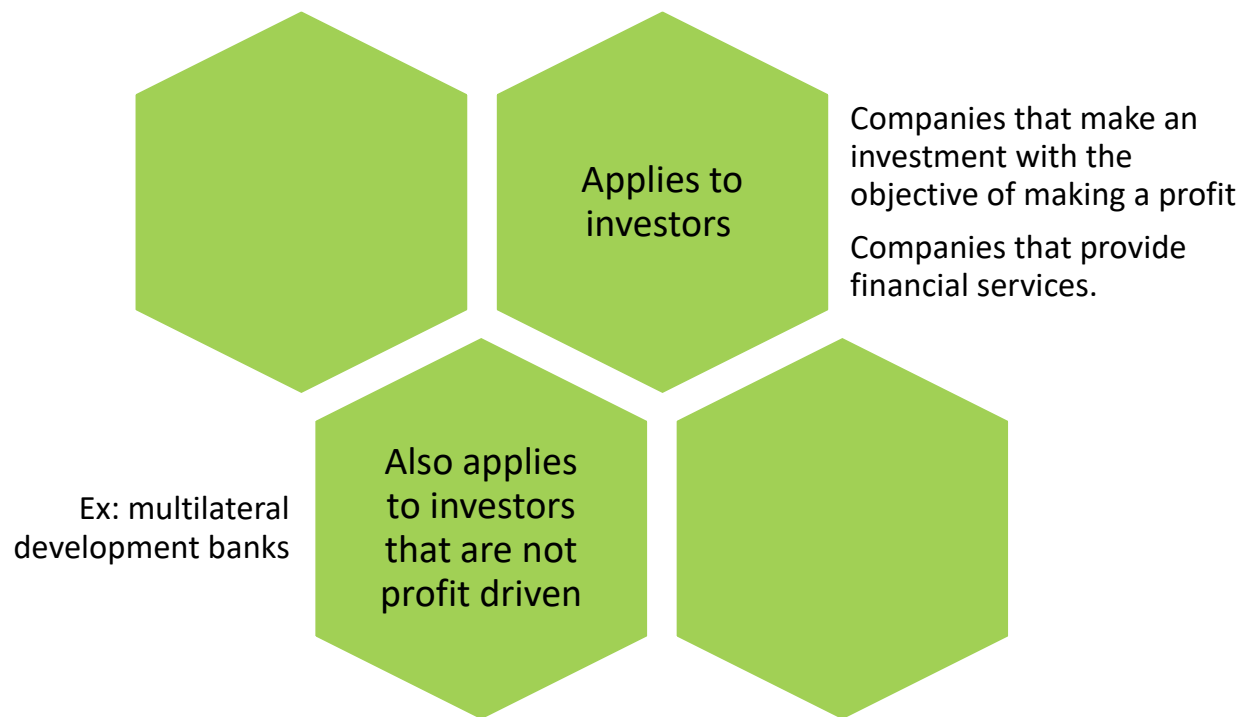 Applies to
investors
Companies that make an
investment with the
objective of making a profit
Companies that provide
financial services.
Also applies
to investors
that are not
profit driven
Ex: multilateral
development banks